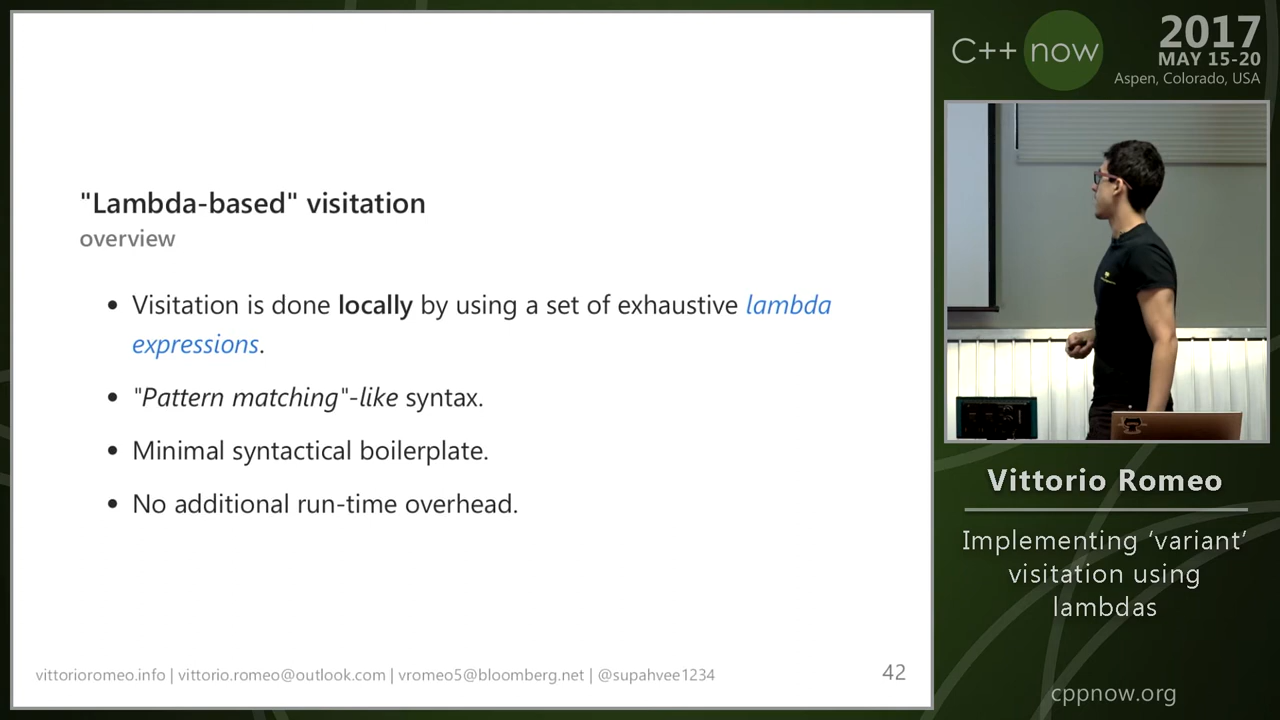 "Lambda-based" visitation
overview
• Visitation is done locally by using a set of exhaustive lambda
expressions.
• "Pattern matching"-like syntax.
• Minimal syntactical boilerplate.
• No additional run-time overhead.
vittorioromeo.info | vittorio.romeo@outlook.com | vromeo5@bloomberg.net | @supahvee1234
42
C++ now
2017
MAY 15-20
Aspen, Colorado, USA
Vittorio Romeo
Implementing ‘variant’
visitation using
lambdas
cppnow.org